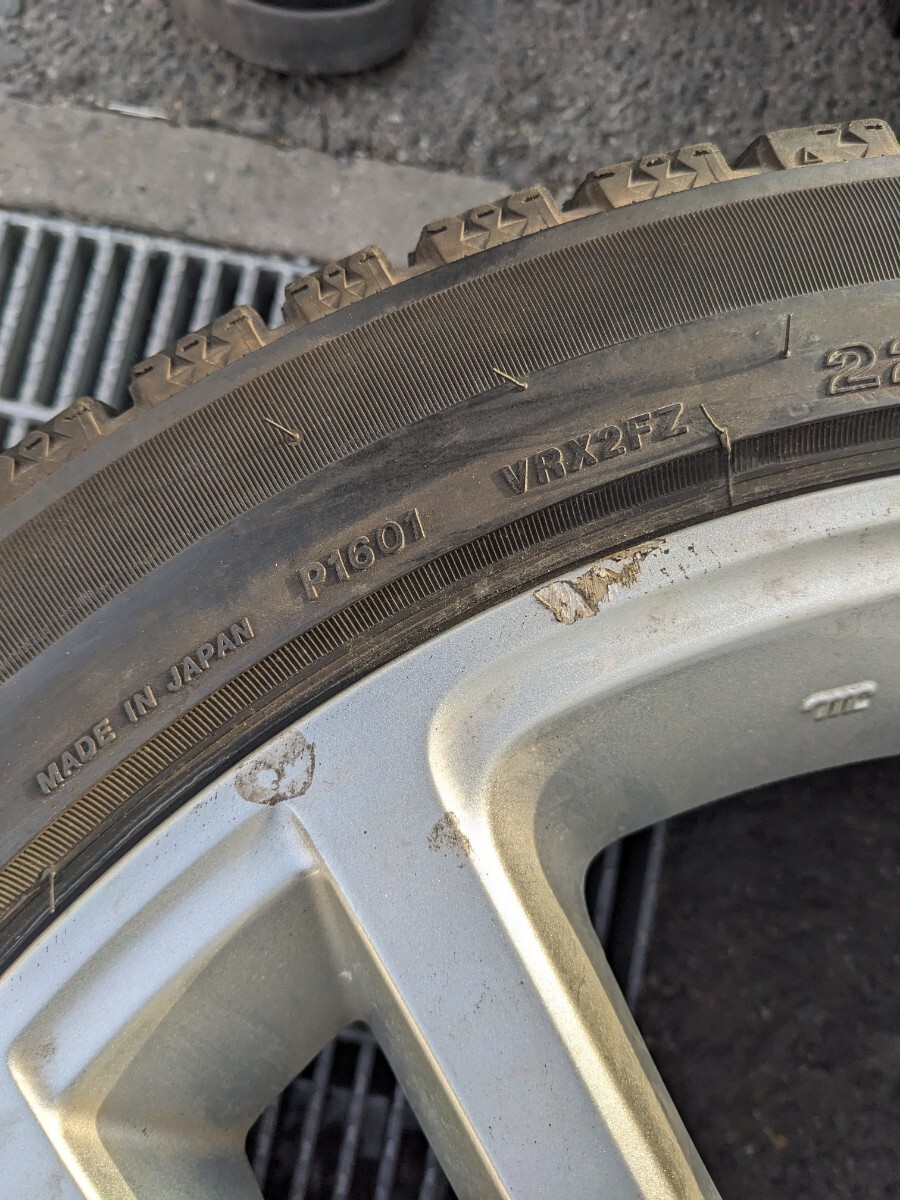 MADE IN JAPAN
P1601
VRX2FZ
22